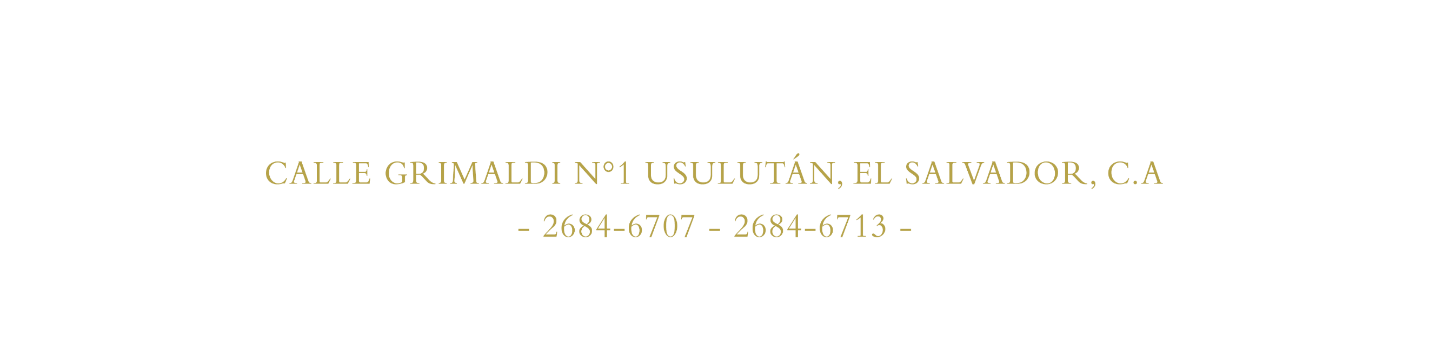 CALLE GRIMALDI N°1 USULUTÁN, EL SALVADOR, C.A
- 2684-6707 - 2684-6713 -